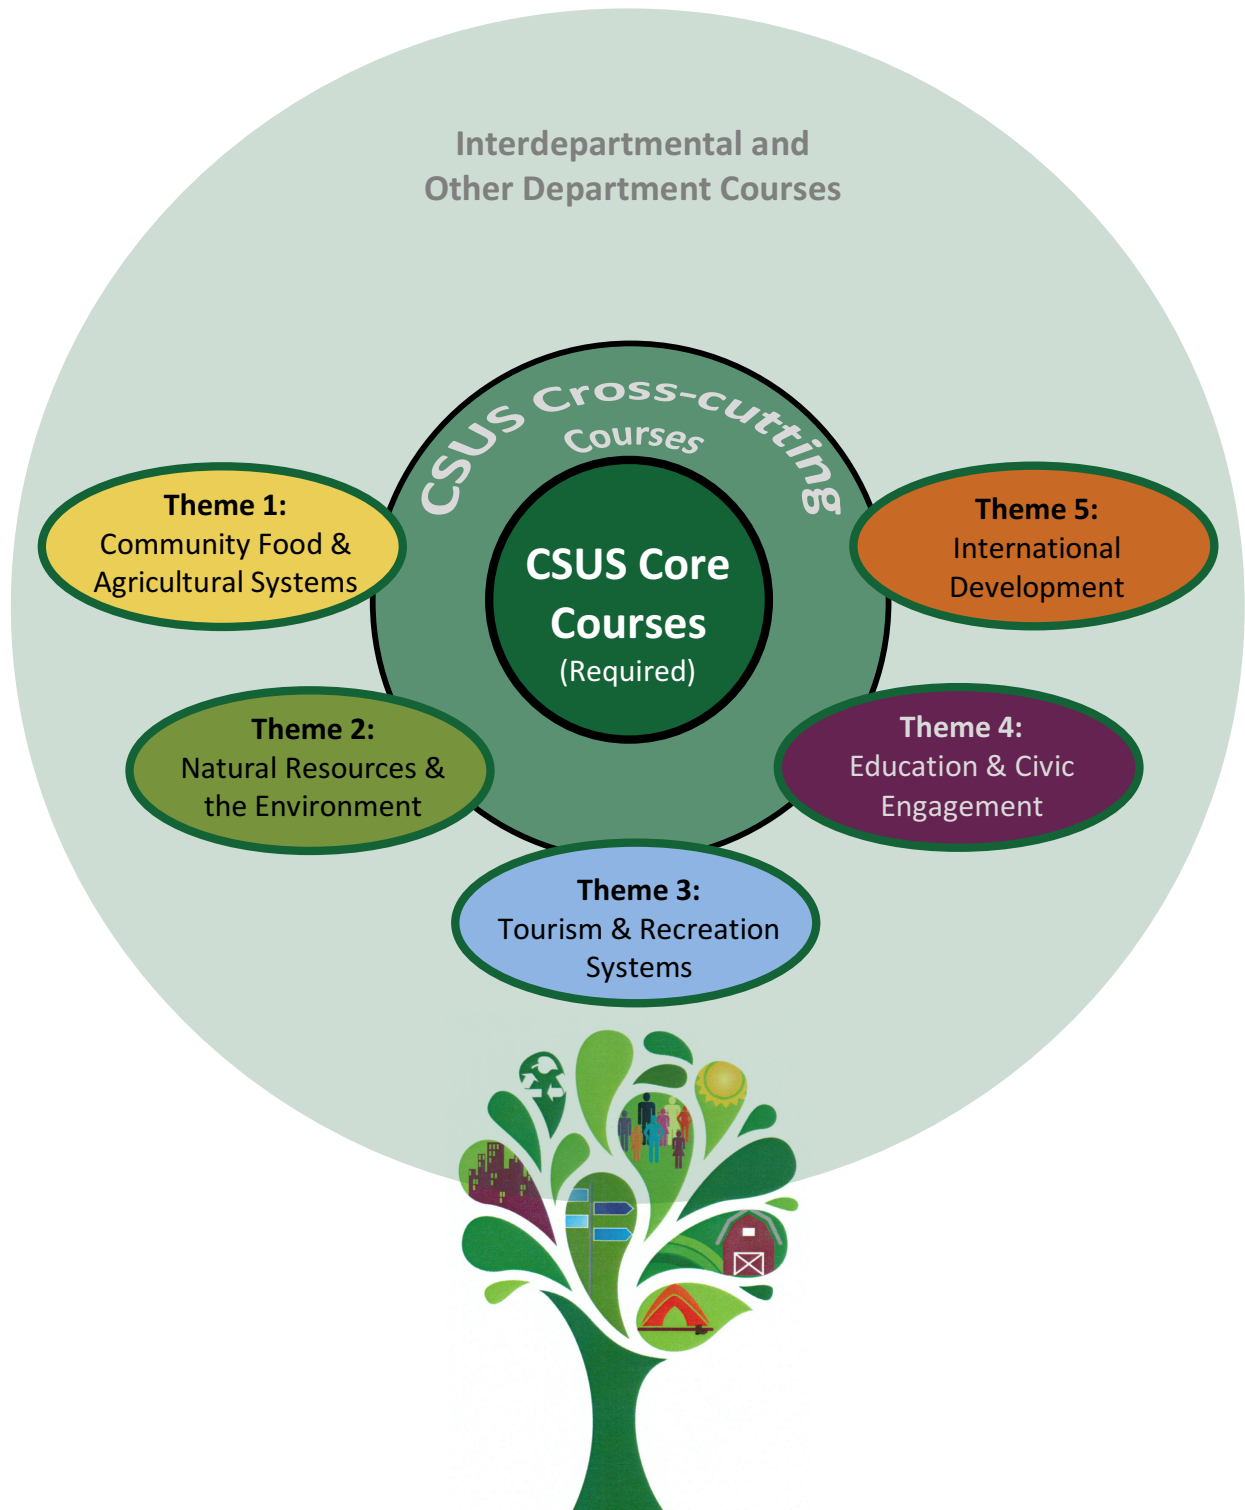 Interdepartmental and
Other Department Courses
CSUS Cross-cutting
Courses
CSUS Core
Courses
(Required)
Theme 1:
Community Food &
Agricultural Systems
Theme 2:
Natural Resources &
the Environment
Theme 3:
Tourism & Recreation
Systems
Theme 4:
Education & Civic
Engagement
Theme 5:
International
Development